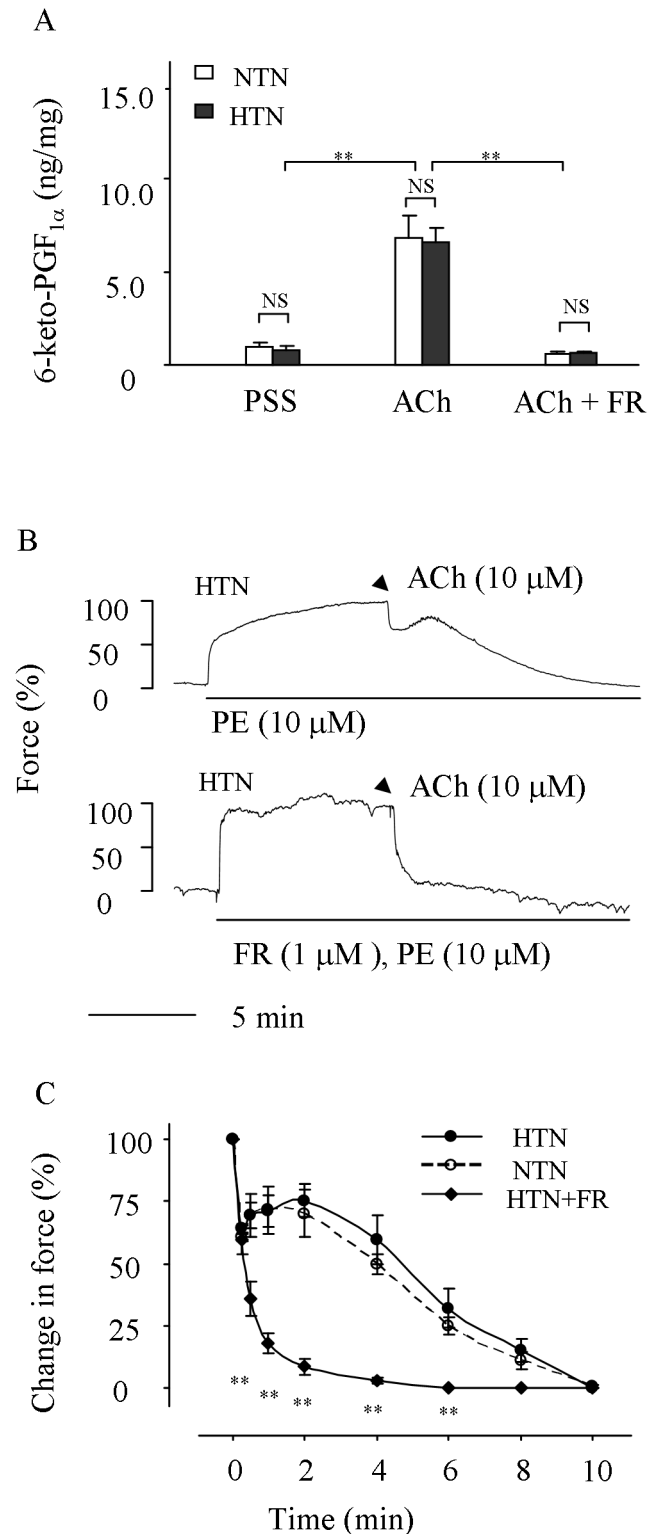 A
NTN
HTN
6-keto-PGF1α (ng/mg)
15.0
10.0
5.0
0
**
**
NS
NS
NS
PSS
ACh
ACh + FR
B
HTN
ACh (10 μM)
Force (%)
100
50
0
PE (10 μM)
HTN
ACh (10 μM)
100
50
0
FR (1 μM ), PE (10 μM)
5 min
C
HTN
NTN
HTN+FR
Change in force (%)
100
75
50
25
0
** ** ** ** **
0 2 4 6 8 10
Time (min)